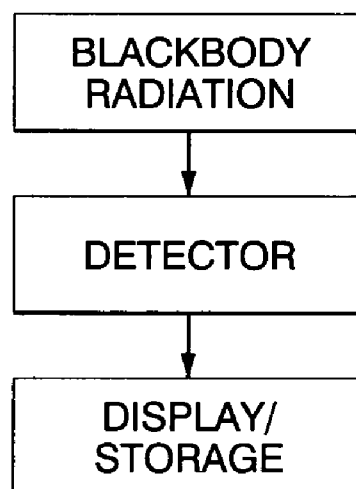 BLACKBODY
RADIATION
DETECTOR
DISPLAY/
STORAGE